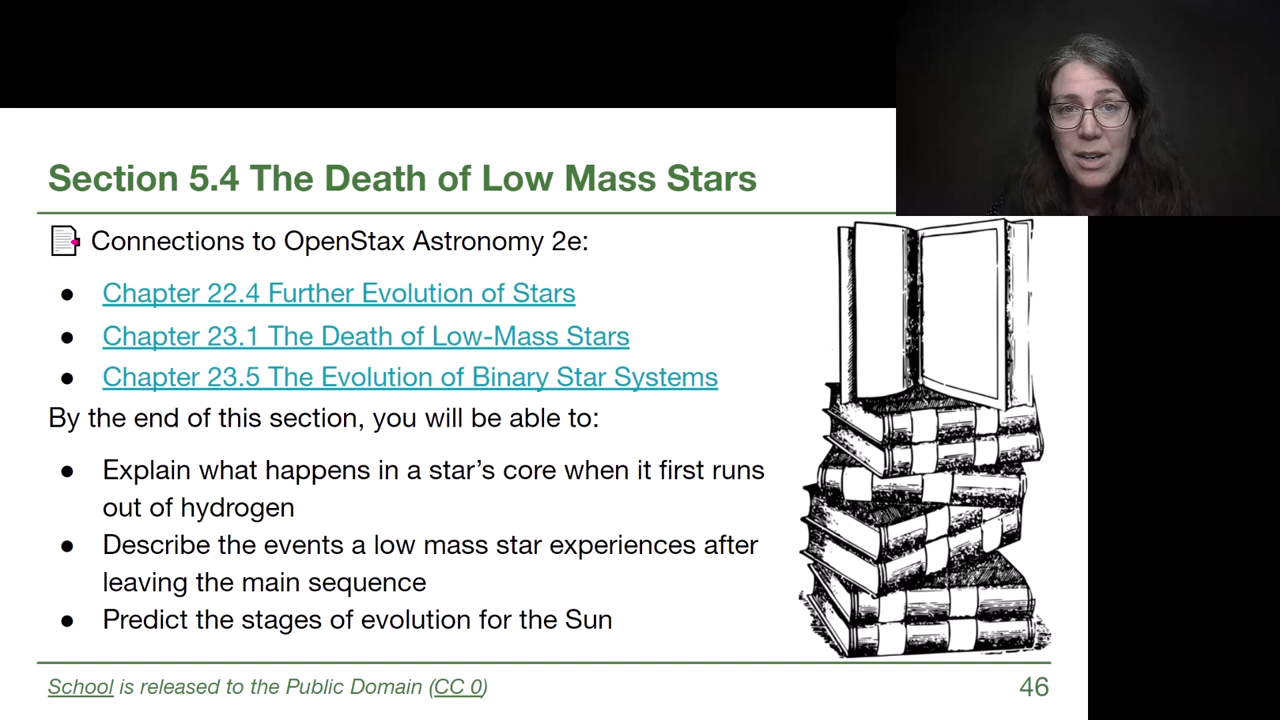 Section 5.4 The Death of Low Mass Stars
Connections to OpenStax Astronomy 2e:
● Chapter 22.4 Further Evolution of Stars
● Chapter 23.1 The Death of Low-Mass Stars
● Chapter 23.5 The Evolution of Binary Star Systems
By the end of this section, you will be able to:
● Explain what happens in a star’s core when it first runs
out of hydrogen
● Describe the events a low mass star experiences after
leaving the main sequence
● Predict the stages of evolution for the Sun
School is released to the Public Domain (CC 0)
46